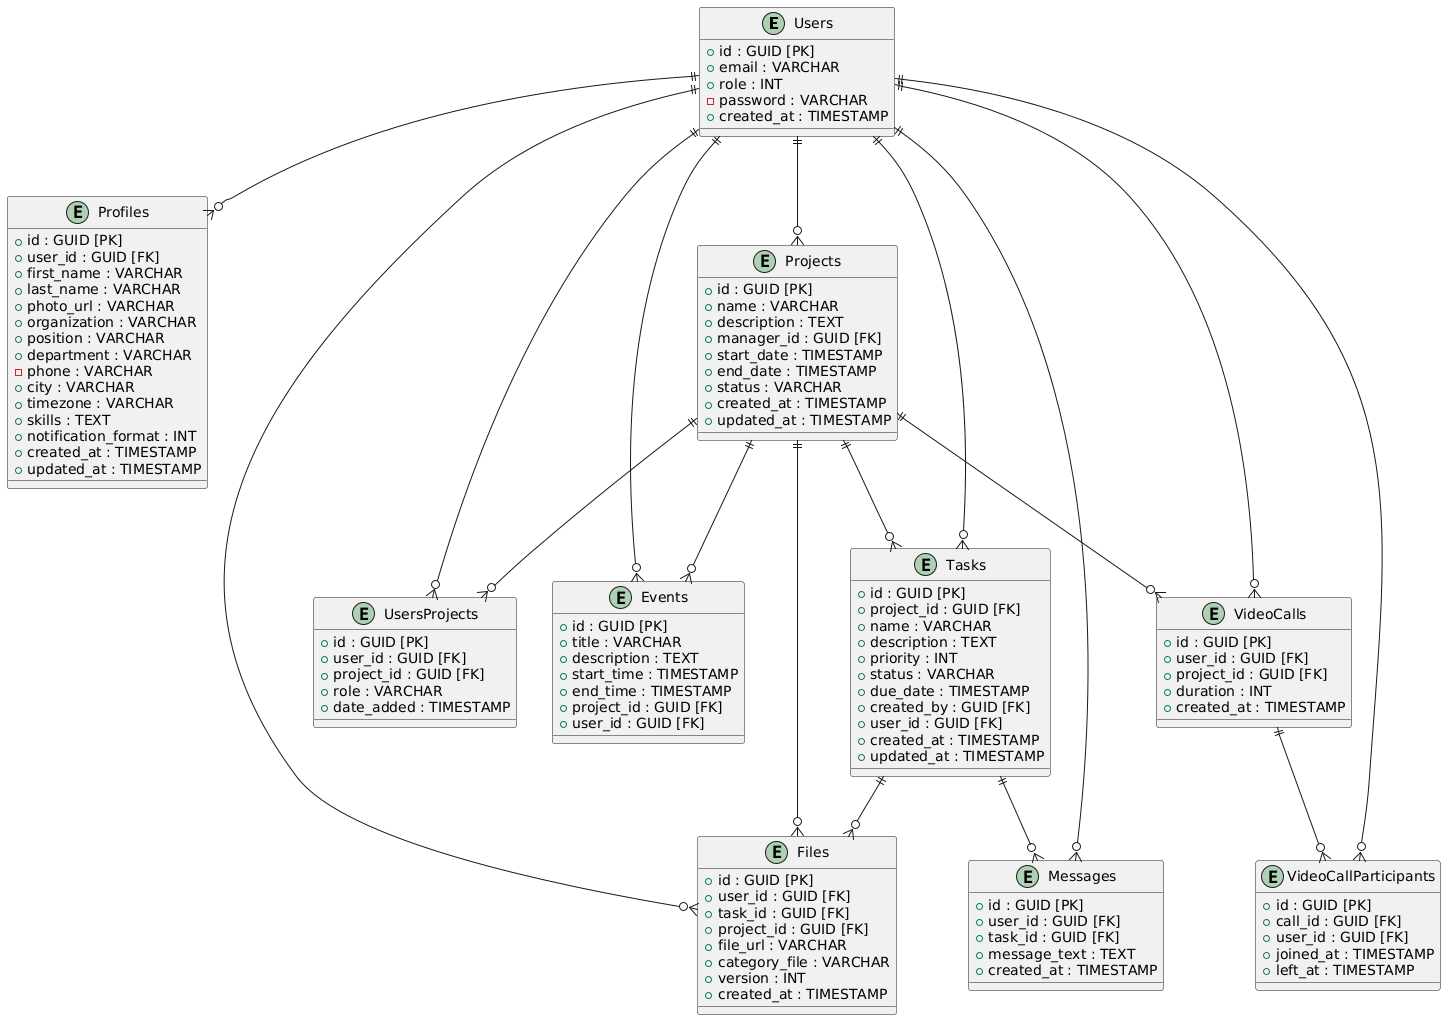 E Users
id : GUID [PK]
email : VARCHAR
role : INT
password : VARCHAR
created_at : TIMESTAMP
E Profiles
id : GUID [PK]
user_id : GUID [FK]
first_name : VARCHAR
last_name : VARCHAR
photo_url : VARCHAR
organization : VARCHAR
position : VARCHAR
department : VARCHAR
phone : VARCHAR
city : VARCHAR
timezone : VARCHAR
skills : TEXT
notification_format : INT
created_at : TIMESTAMP
updated_at : TIMESTAMP
E Projects
id : GUID [PK]
name : VARCHAR
description : TEXT
manager_id : GUID [FK]
start_date : TIMESTAMP
end_date : TIMESTAMP
status : VARCHAR
created_at : TIMESTAMP
updated_at : TIMESTAMP
E UsersProjects
id : GUID [PK]
user_id : GUID [FK]
project_id : GUID [FK]
role : VARCHAR
date_added : TIMESTAMP
E Events
id : GUID [PK]
title : VARCHAR
description : TEXT
start_time : TIMESTAMP
end_time : TIMESTAMP
project_id : GUID [FK]
user_id : GUID [FK]
E Tasks
id : GUID [PK]
project_id : GUID [FK]
name : VARCHAR
description : TEXT
priority : INT
status : VARCHAR
due_date : TIMESTAMP
created_by : GUID [FK]
user_id : GUID [FK]
created_at : TIMESTAMP
updated_at : TIMESTAMP
E VideoCalls
id : GUID [PK]
user_id : GUID [FK]
project_id : GUID [FK]
duration : INT
created_at : TIMESTAMP
E Files
id : GUID [PK]
user_id : GUID [FK]
task_id : GUID [FK]
project_id : GUID [FK]
file_url : VARCHAR
category_file : VARCHAR
version : INT
created_at : TIMESTAMP
E Messages
id : GUID [PK]
user_id : GUID [FK]
task_id : GUID [FK]
message_text : TEXT
created_at : TIMESTAMP
E VideoCallParticipants
id : GUID [PK]
call_id : GUID [FK]
user_id : GUID [FK]
joined_at : TIMESTAMP
left_at : TIMESTAMP